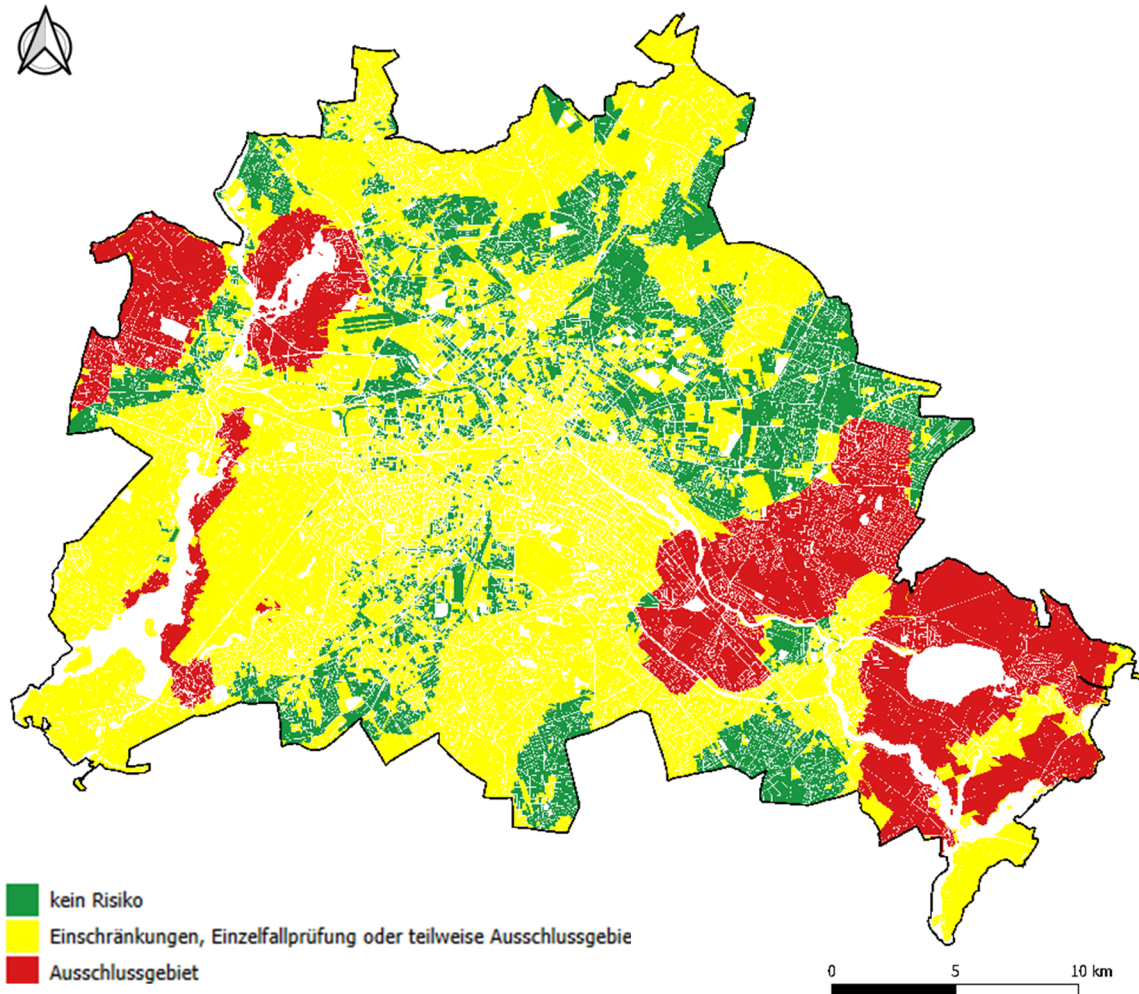 kein Risiko
Einschränkungen, Einzelfallprüfung oder teilweise Ausschlussgebie
Ausschlussgebiet
0 5 10 km